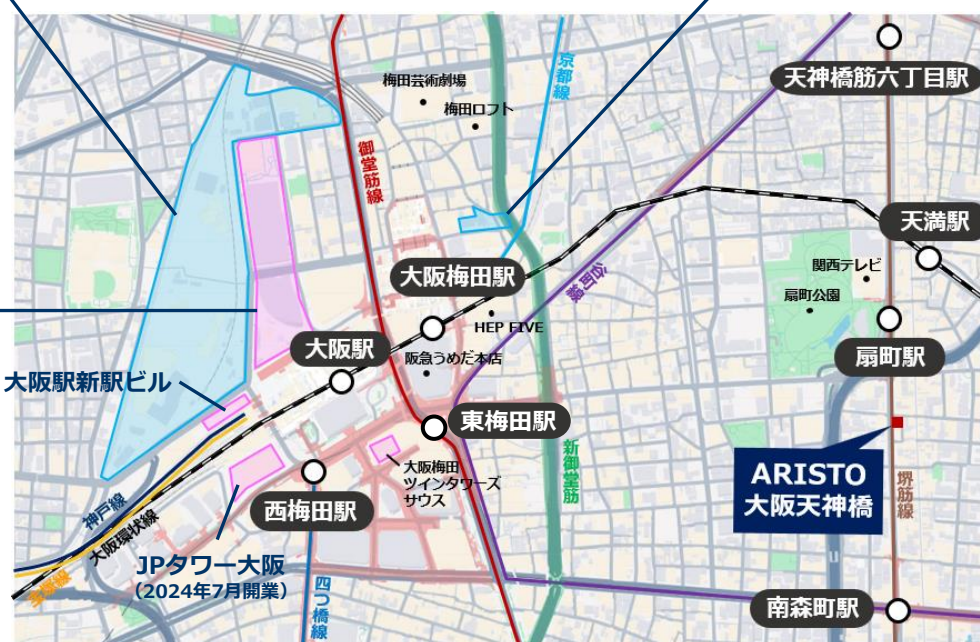 天神橋筋六丁目駅
梅田芸術劇場
梅田ロフト
京都線
御堂筋線
天満駅
大阪梅田駅
谷町線
関西テレビ
扇町公園
HEP FIVE
扇町駅
大阪駅
阪急うめだ本店
大阪駅新駅ビル
東梅田駅
大阪梅田
ツインタワーズ
サウス
新御堂筋
ARISTO
大阪天神橋
堺筋線
西梅田駅
神戸線
大阪環状線
JPタワー大阪
(2024年7月開業)
四つ橋線
南森町駅